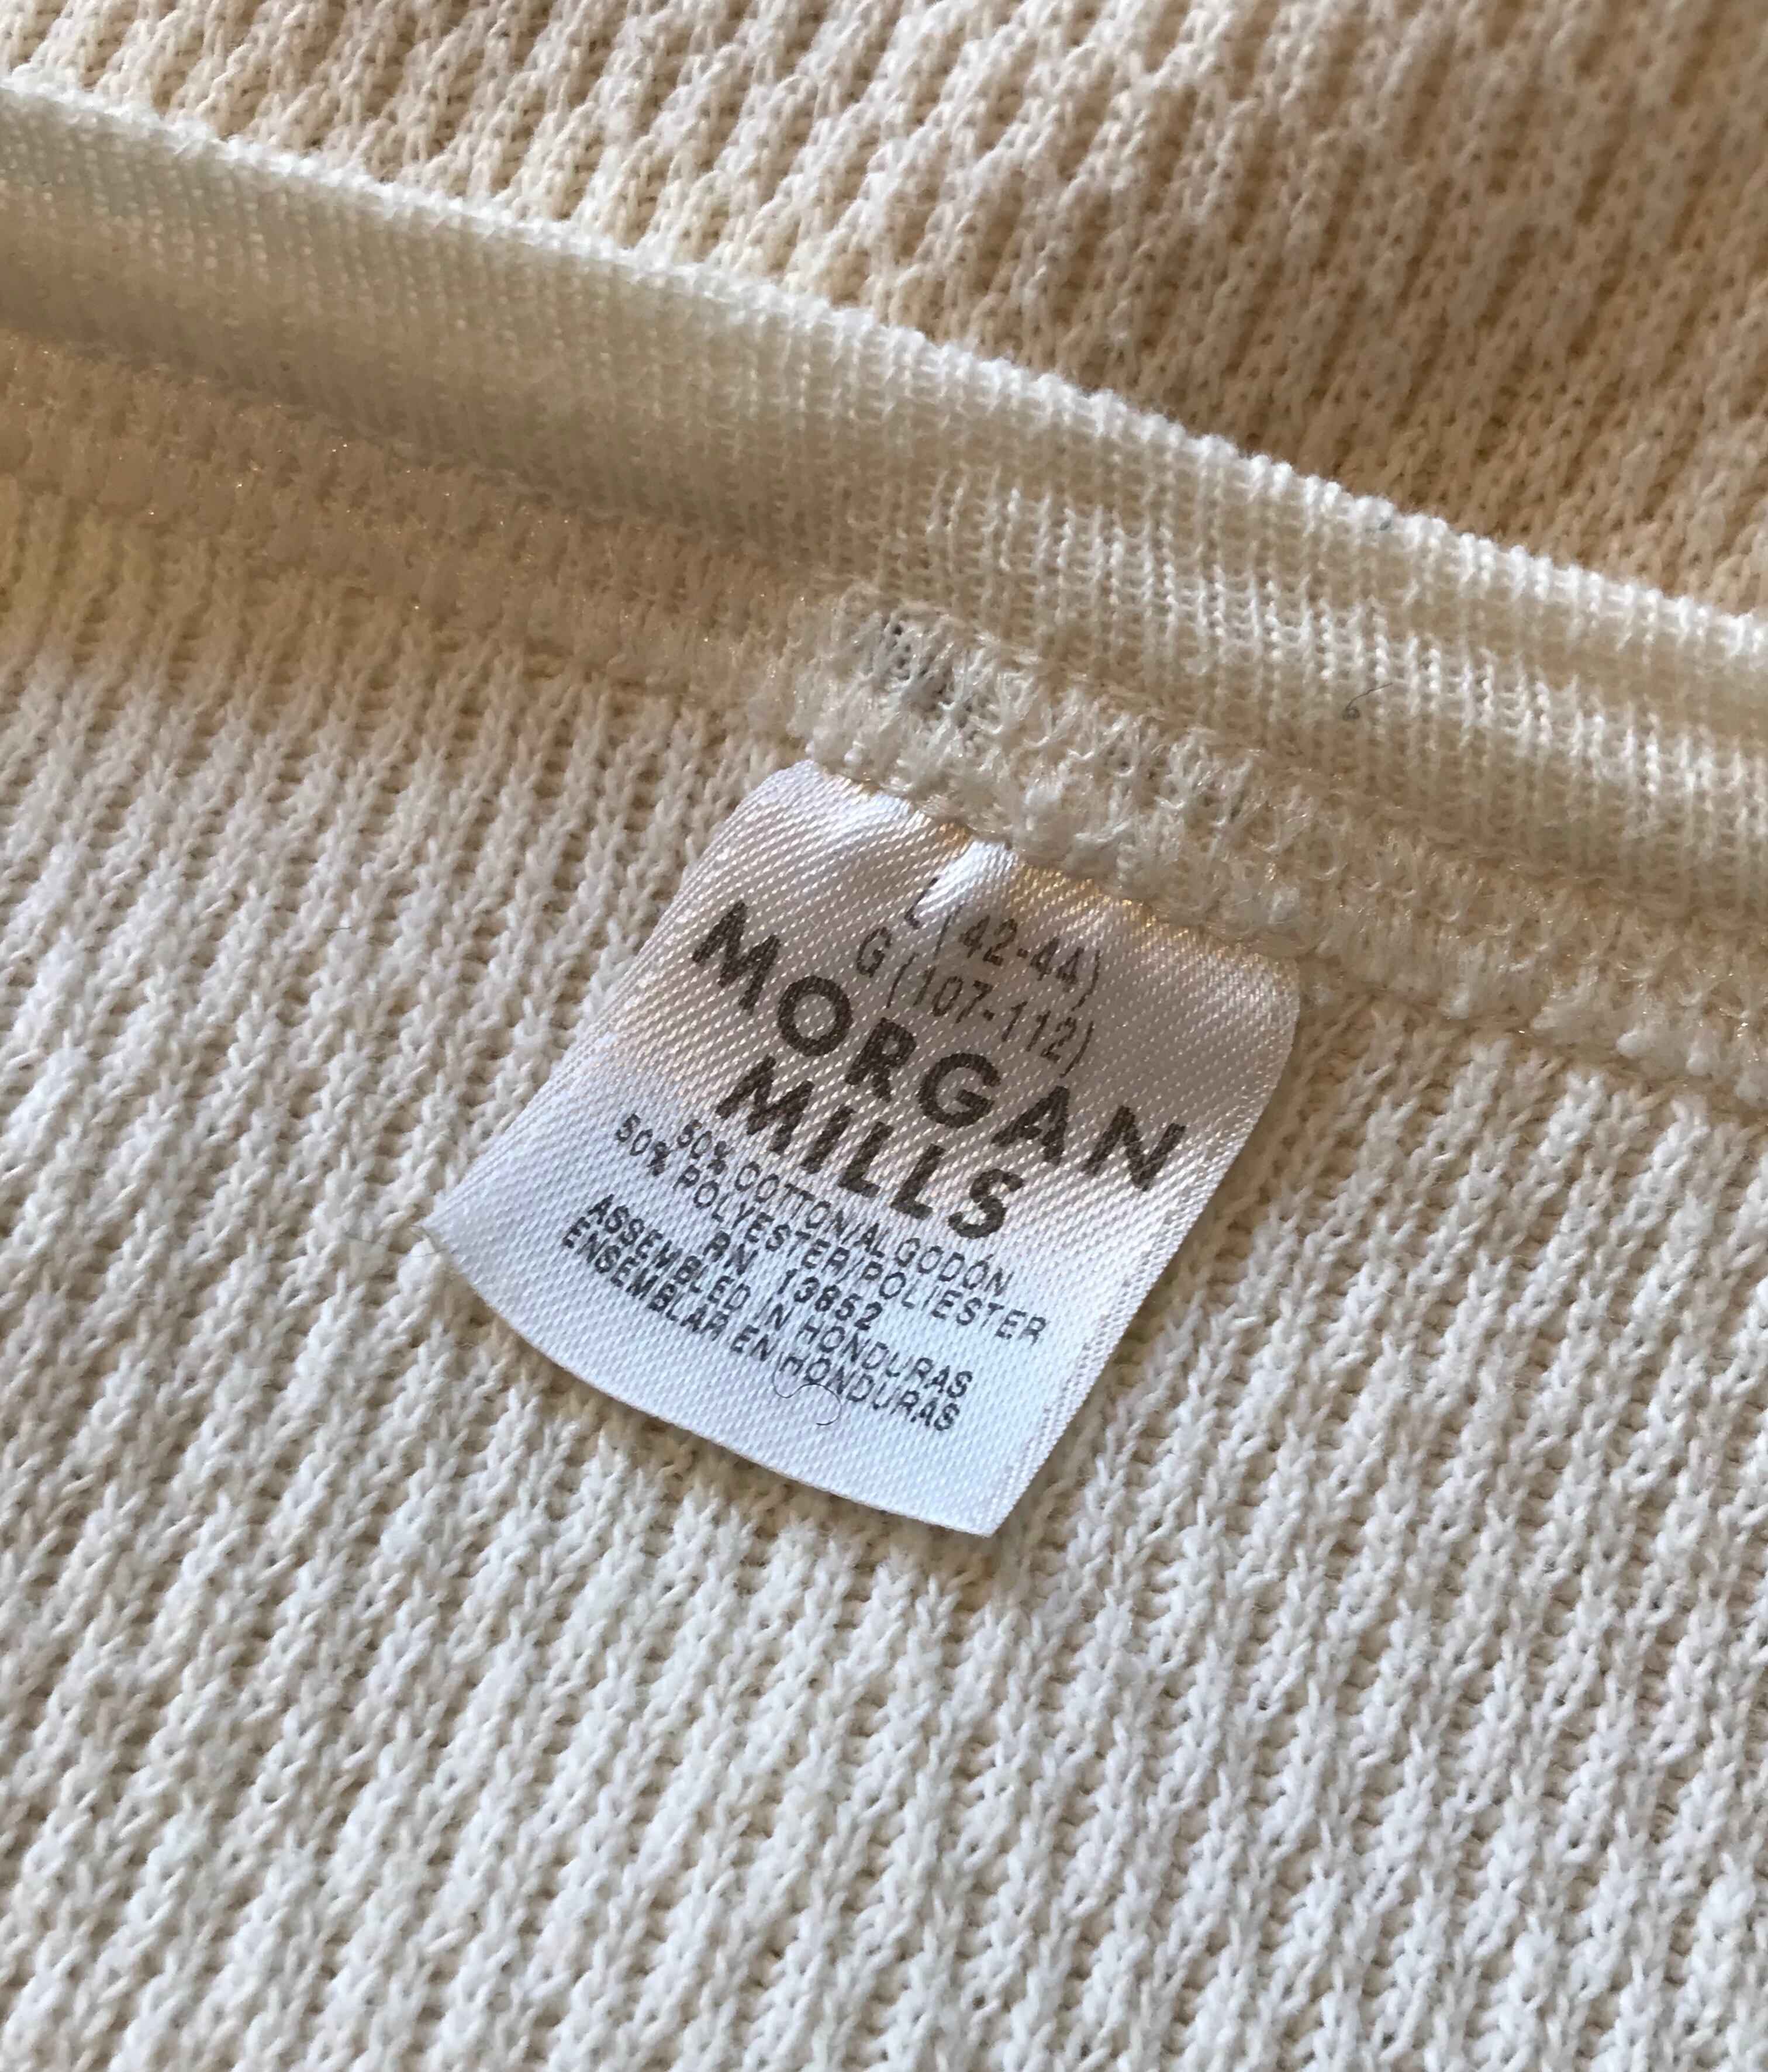 L (42-44)
G (107-112)
MORGAN
MILLS
50% COTTON/ALGODÓN
50% POLYESTER/POLIESTER
RN 13652
ASSEMBLED IN HONDURAS
ENSEMBLAR EN HONDURAS